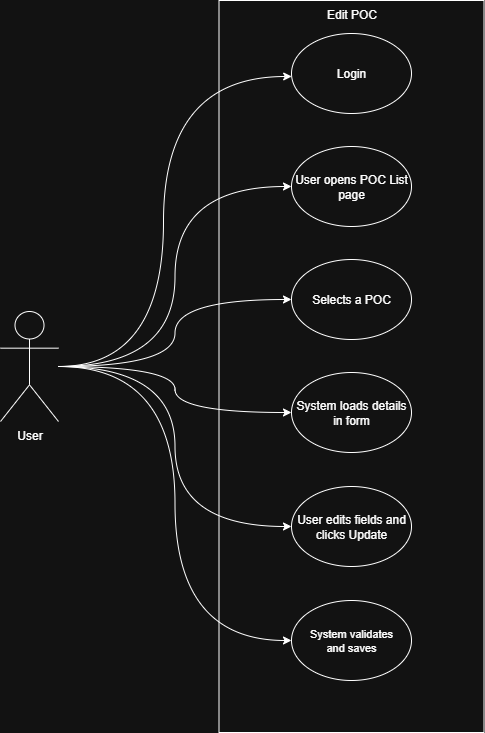 Edit POC
Login
User opens POC List
page
Selects a POC
System loads details
in form
User
User edits fields and
clicks Update
System validates
and saves